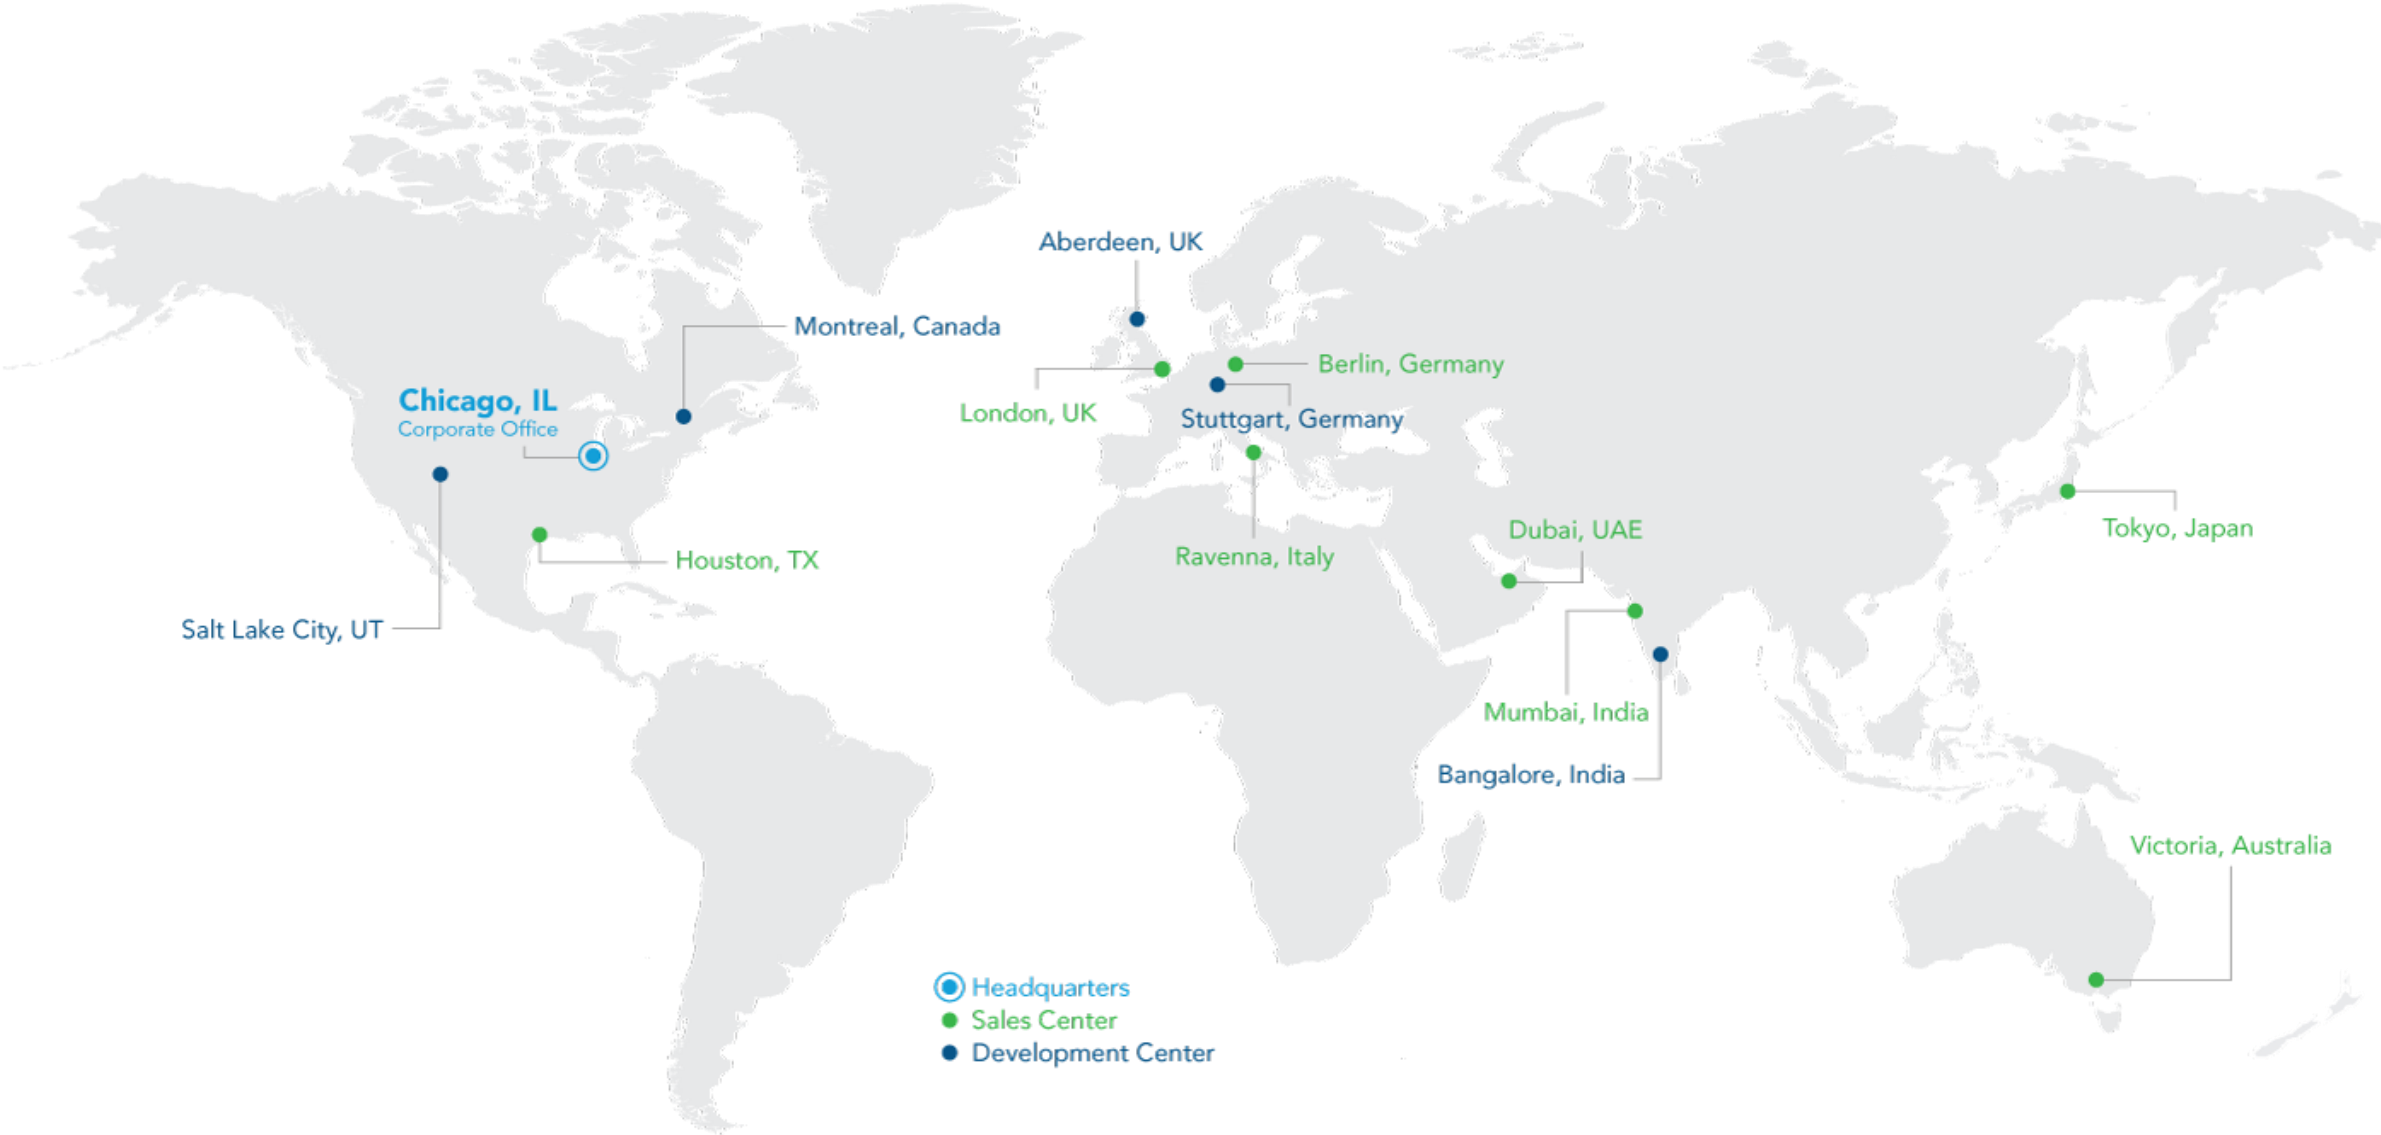 Aberdeen, UK
Montreal, Canada
Berlin, Germany
Chicago, IL
Corporate Office
London, UK
Stuttgart, Germany
Houston, TX
Ravenna, Italy
Dubai, UAE
Tokyo, Japan
Salt Lake City, UT
Mumbai, India
Bangalore, India
Victoria, Australia
Headquarters
Sales Center
Development Center